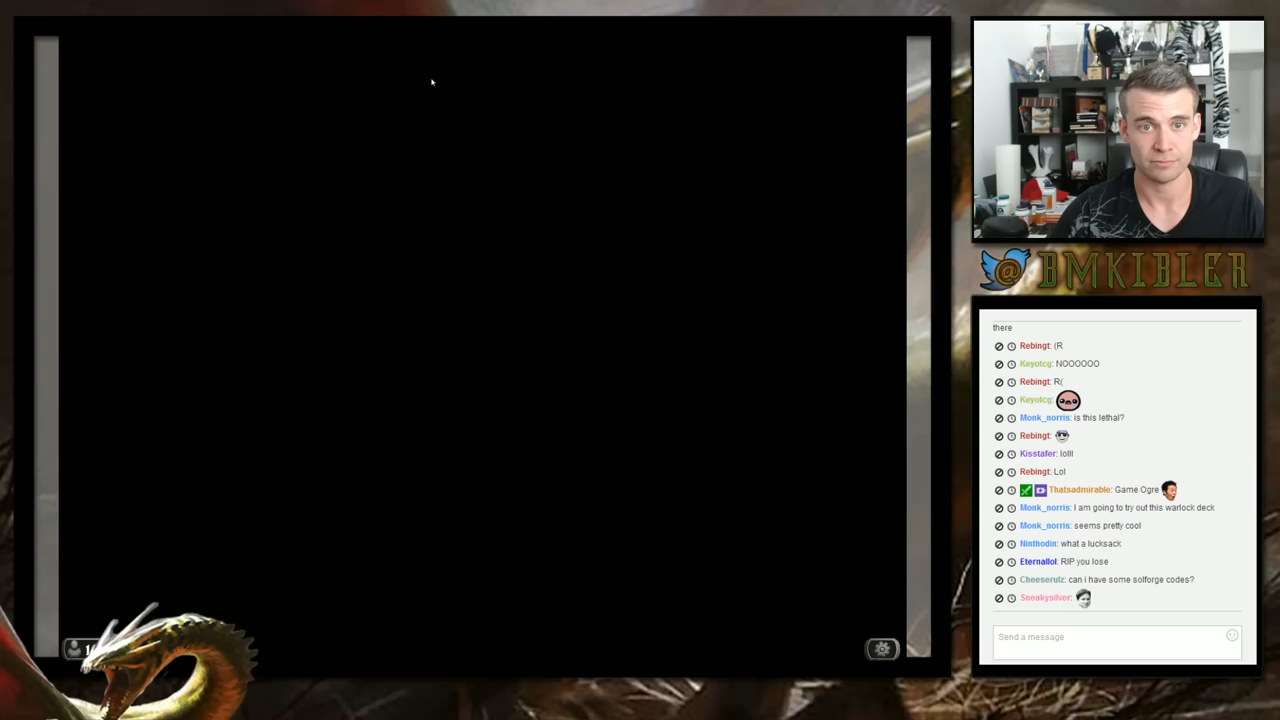 @ BMKIBLER
there
Rebingt: (R
Keyotcg: NOOOOOO
Rebingt: R(
Keyotcg:
Monk_norris: is this lethal?
Rebingt:
Kisstafer: lolll
Rebingt: Lol
Thatsadmirable: Game Ogre
Monk_norris: I am going to try out this warlock deck
Monk_norris: seems pretty cool
Ninthodin: what a lucksack
Eternallol: RIP you lose
Cheeserulz: can i have some solforge codes?
Sneakysilver:
Send a message